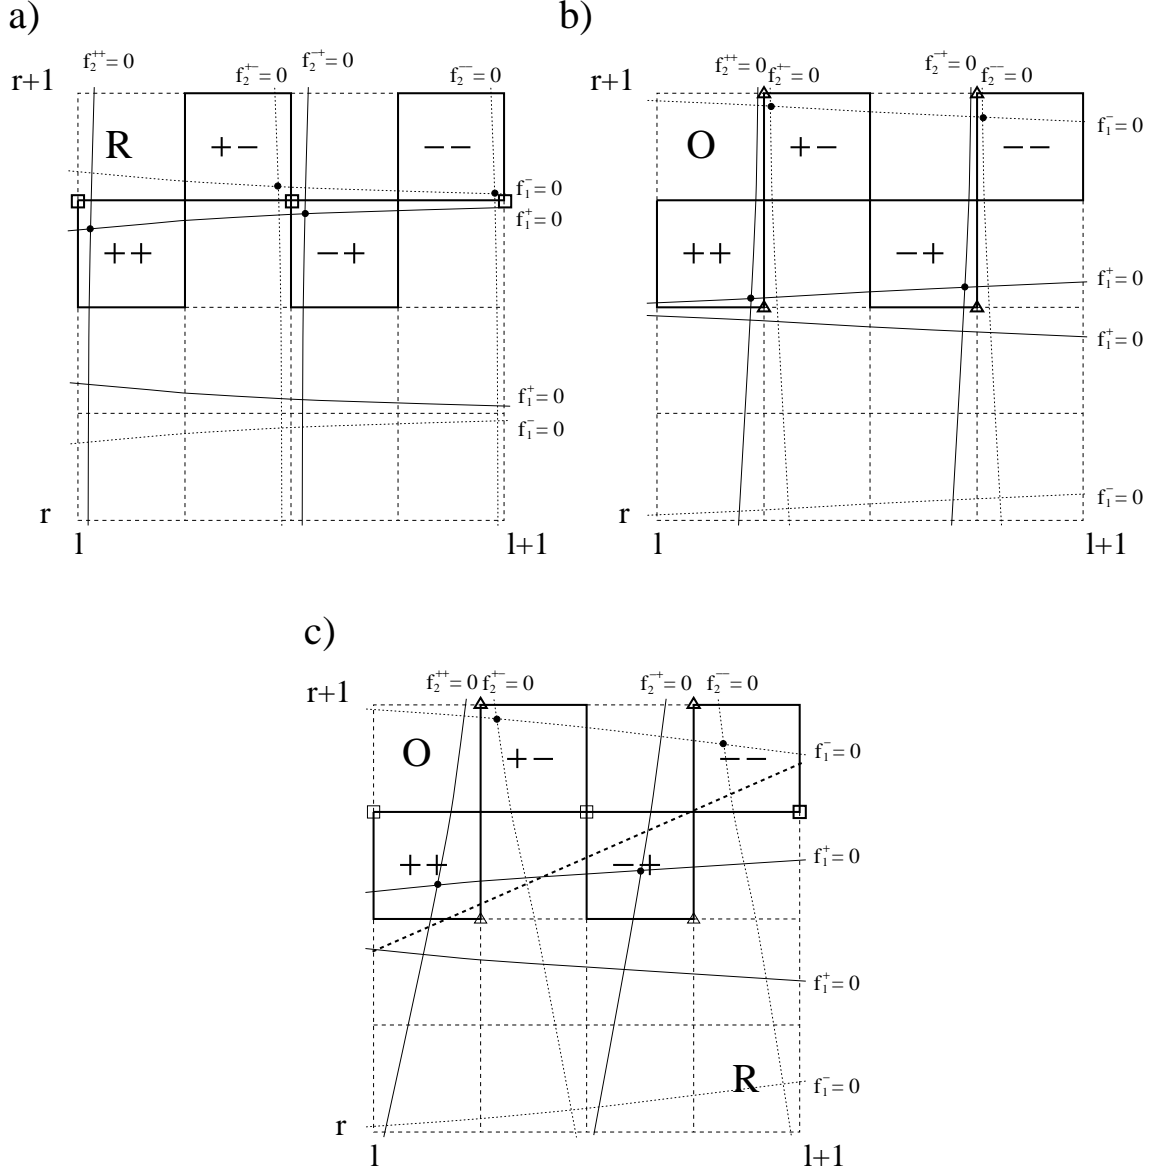 a)
f₂⁺⁺= 0 f₂⁺⁻= 0 f₂⁻⁺= 0 f₂⁻⁻= 0
r+1
R
+−
−−
f₁⁻= 0
f₁⁺= 0
++
−+
f₁⁺= 0
f₁⁻= 0
r
l
l+1
b)
f₂⁺⁺= 0 f₂⁺⁻= 0 f₂⁻⁺= 0 f₂⁻⁻= 0
r+1
O
+−
−−
f₁⁻= 0
++
−+
f₁⁺= 0
f₁⁺= 0
f₁⁻= 0
r
l
l+1
c)
f₂⁺⁺= 0 f₂⁺⁻= 0 f₂⁻⁺= 0 f₂⁻⁻= 0
r+1
O
+−
−−
f₁⁻= 0
++
−+
f₁⁺= 0
f₁⁺= 0
R
f₁⁻= 0
r
l
l+1